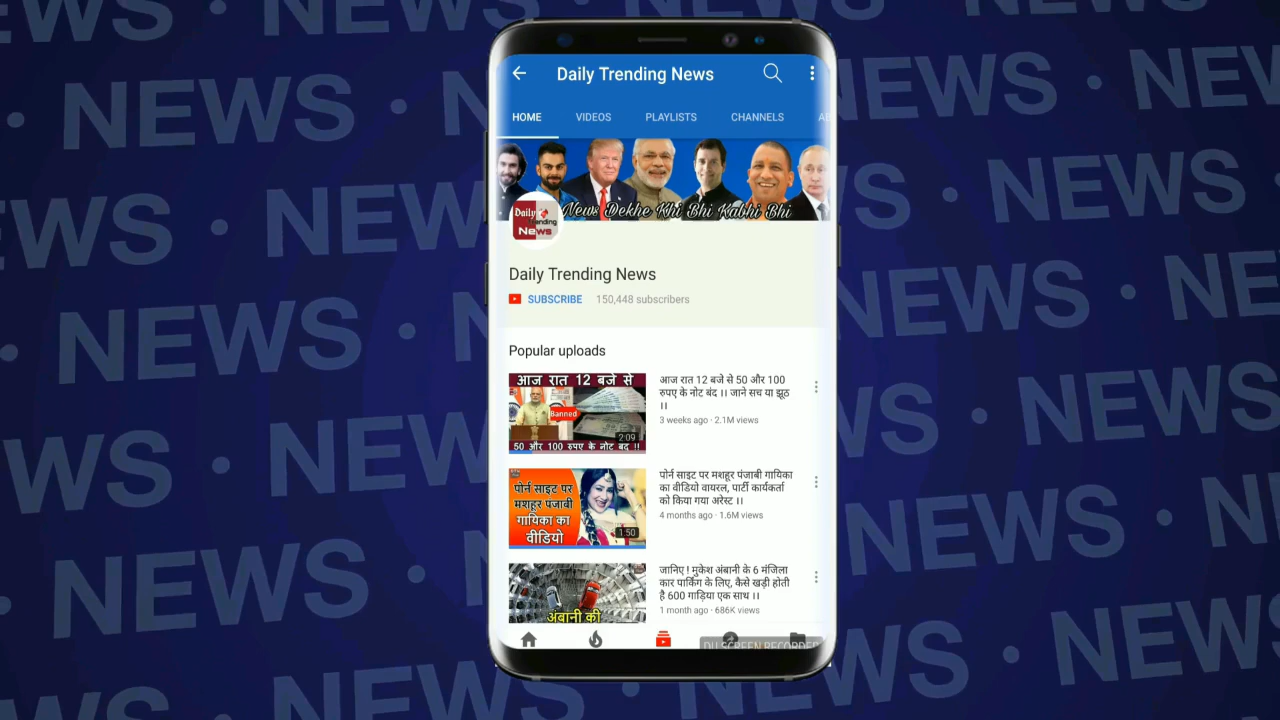 NEWS • NEWS • NEWS
Daily Trending News
HOME VIDEOS PLAYLISTS CHANNELS
News Dekhe Khi Bhi Kabhi Bhi
Daily
Trending
News
Daily Trending News
SUBSCRIBE 150,448 subscribers
Popular uploads
आज रात 12 बजे से
Banned
2:09
50 और 100 रुपए के नोट बंद !!
आज रात 12 बजे से 50 और 100
रुपए के नोट बंद ।। जाने सच या झूठ
।।
3 weeks ago · 2.1M views
पोर्न साइट पर
मशहूर पंजाबी
गायिका का
वीडियो
1:50
पोर्न साइट पर मशहूर पंजाबी गायिका
का वीडियो वायरल, पार्टी कार्यकर्ता
को किया गया अरेस्ट ।।
4 months ago · 1.6M views
अंबानी की
जानिए ! मुकेश अंबानी के 6 मंजिला
कार पार्किंग के लिए, कैसे खड़ी होती
है 600 गाड़िया एक साथ ।।
1 month ago · 686K views
DU SCREEN RECORDER